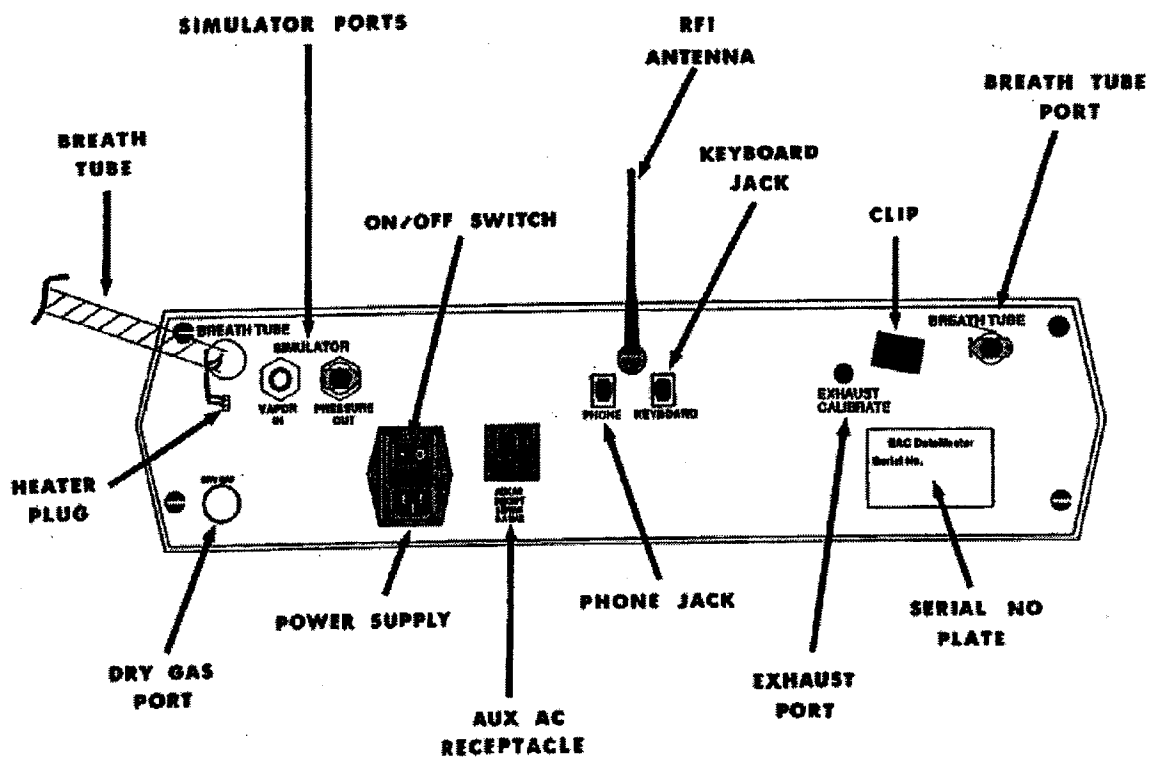 SIMULATOR PORTS
RFI
ANTENNA
BREATH TUBE
PORT
BREATH
TUBE
KEYBOARD
JACK
CLIP
ON/OFF SWITCH
BREATH TUBE
SIMULATOR
VAPOR
IN
PRESSURE
OUT
PHONE
KEYBOARD
BREATH TUBE
EXHAUST
CALIBRATE
BAC DataMaster
Serial No.
HEATER
PLUG
DRY GAS
POWER SUPPLY
PHONE JACK
SERIAL NO
PLATE
DRY GAS
PORT
EXHAUST
PORT
AUX AC
RECEPTACLE